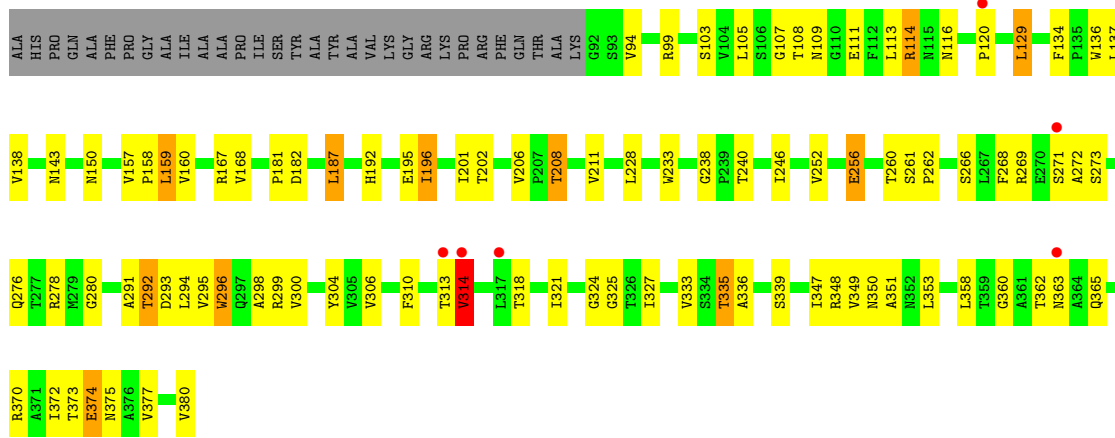 ALA HIS PRO GLN ALA PHE PRO GLY ALA ILE ALA ALA PRO ILE SER TYR ALA TYR ALA VAL LYS GLY ARG LYS PRO ARG PHE GLN THR ALA LYS G92 S93 V94 R99 S103 V104 L105 S106 G107 T108 N109 G110 E111 F112 L113 R114 N115 N116 P120 L129 F134 P135 W136 L137
V138 N143 N150 V157 P158 L159 V160 R167 V168 P181 D182 L187 H192 E195 I196 I201 T202 V206 P207 T208 V211 L228 W233 G238 P239 T240 I246 V252 E256 T260 S261 P262 S266 L267 F268 R269 E270 S271 A272 S273
Q276 T277 R278 M279 G280 A291 T292 D293 L294 V295 W296 Q297 A298 R299 V300 Y304 V305 V306 F310 T313 V314 L317 T318 I321 G324 G325 T326 I327 V333 S334 T335 A336 S339 I347 R348 V349 N350 A351 N352 L353 L358 T359 G360 A361 T362 N363 A364 Q365
R370 A371 I372 T373 E374 N375 A376 V377 V380